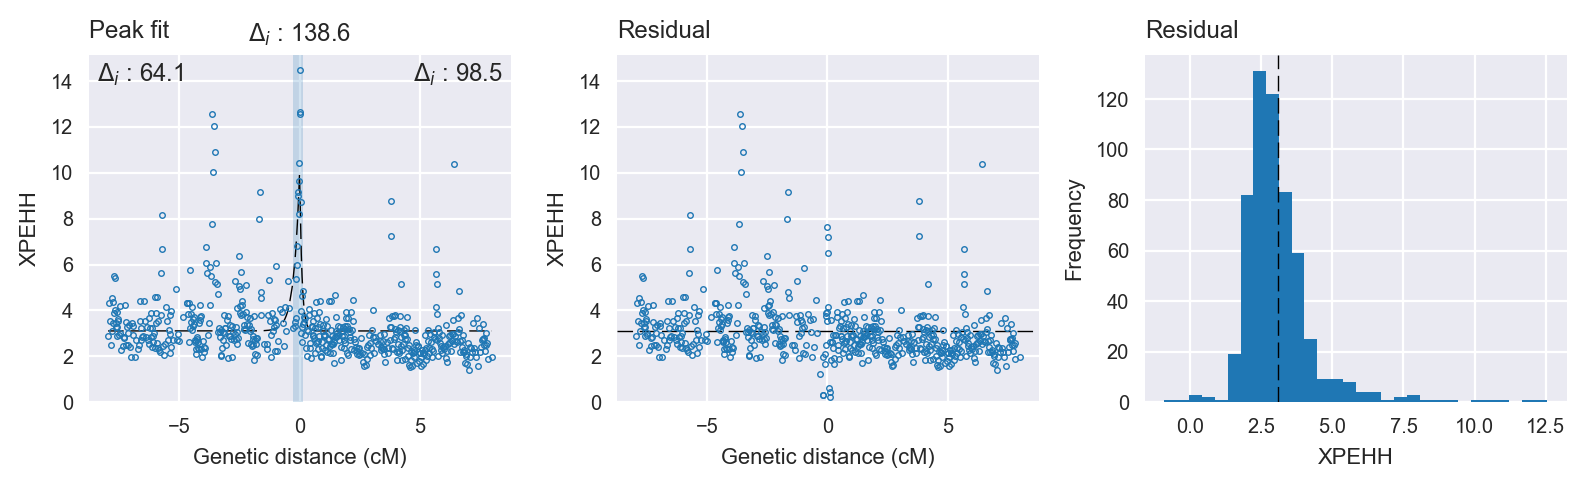 Peak fit
Δi : 138.6
Δi : 64.1
Δi : 98.5
XPEHH
14
12
10
8
6
4
2
0
−5
0
5
Genetic distance (cM)
Residual
XPEHH
14
12
10
8
6
4
2
0
−5
0
5
Genetic distance (cM)
Residual
Frequency
120
100
80
60
40
20
0
0.0
2.5
5.0
7.5
10.0
12.5
XPEHH